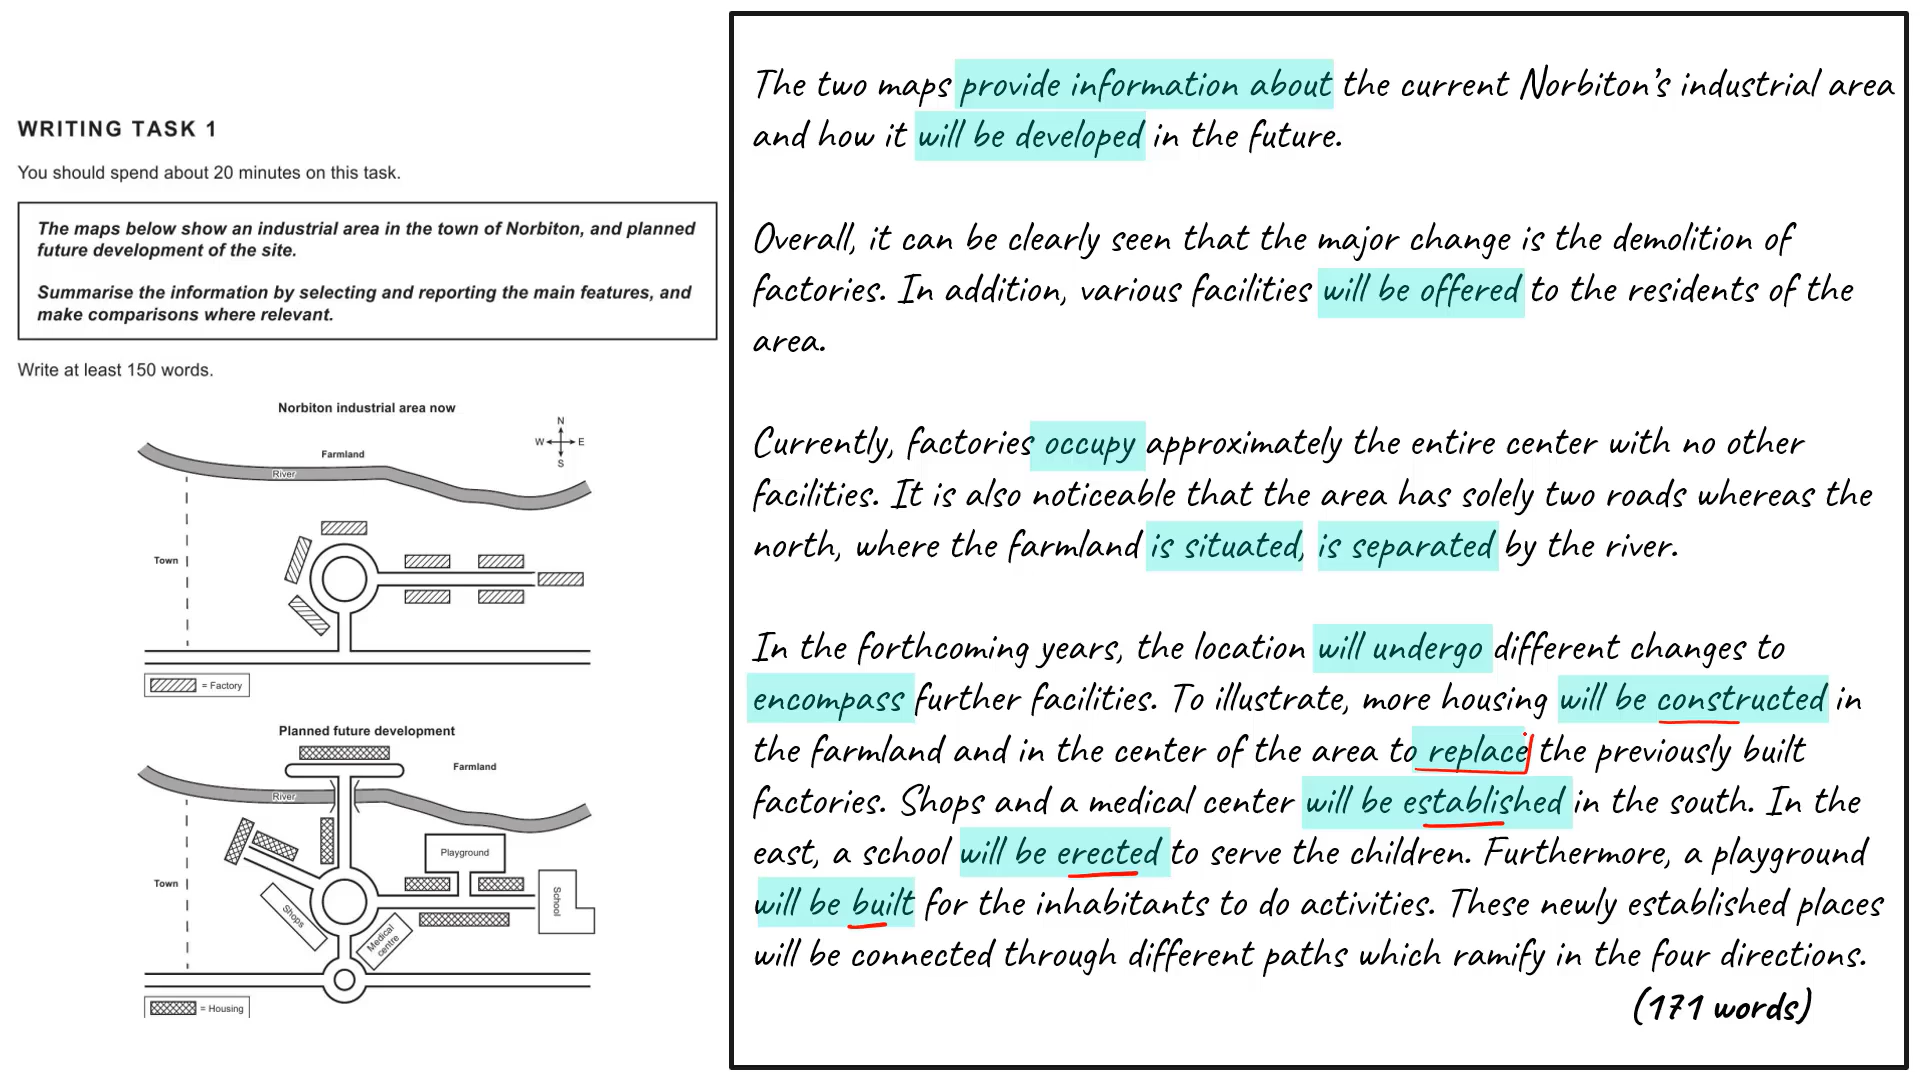 WRITING TASK 1
You should spend about 20 minutes on this task.
The maps below show an industrial area in the town of Norbiton, and planned
future development of the site.
Summarise the information by selecting and reporting the main features, and
make comparisons where relevant.
Write at least 150 words.
Norbiton industrial area now
N
W E
S
Farmland
River
Town
= Factory
Planned future development
Farmland
River
Playground
Town
School
Shops
Medical
centre
= Housing
The two maps provide information about the current Norbiton's industrial area
and how it will be developed in the future.
Overall, it can be clearly seen that the major change is the demolition of
factories. In addition, various facilities will be offered to the residents of the
area.
Currently, factories occupy approximately the entire center with no other
facilities. It is also noticeable that the area has solely two roads whereas the
north, where the farmland is situated, is separated by the river.
In the forthcoming years, the location will undergo different changes to
encompass further facilities. To illustrate, more housing will be constructed in
the farmland and in the center of the area to replace the previously built
factories. Shops and a medical center will be established in the south. In the
east, a school will be erected to serve the children. Furthermore, a playground
will be built for the inhabitants to do activities. These newly established places
will be connected through different paths which ramify in the four directions.
(171 words)